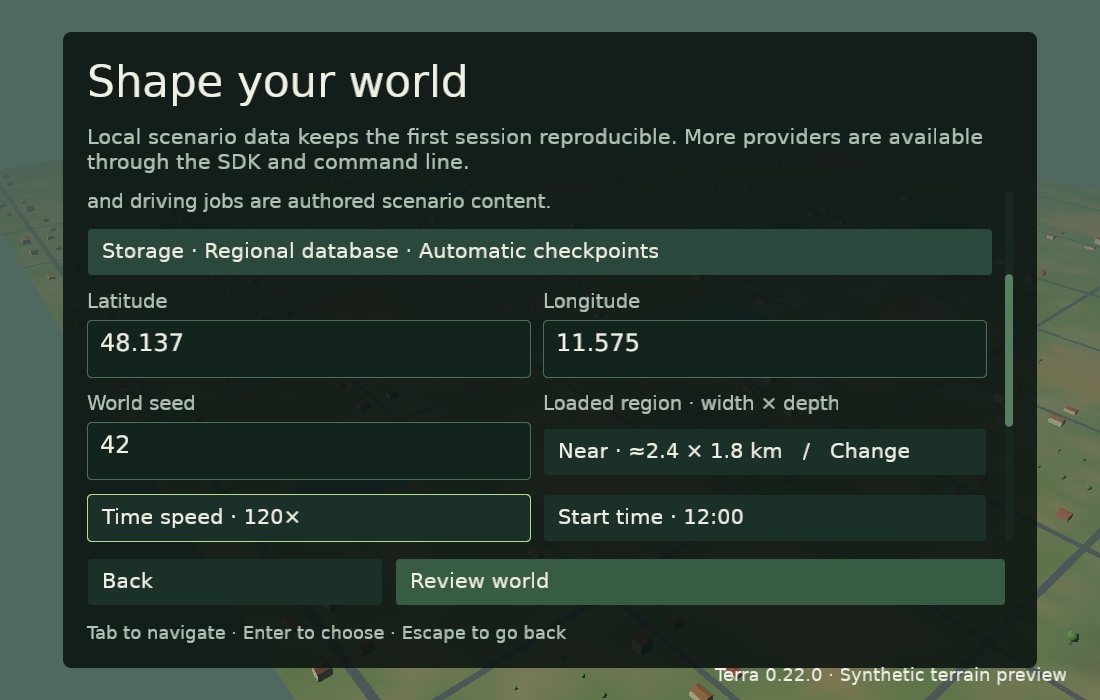 Shape your world
Local scenario data keeps the first session reproducible. More providers are available
through the SDK and command line.
and driving jobs are authored scenario content.
Storage · Regional database · Automatic checkpoints
Latitude
Longitude
48.137
11.575
World seed
Loaded region · width × depth
42
Near · ≈2.4 × 1.8 km / Change
Time speed · 120×
Start time · 12:00
Back
Review world
Tab to navigate · Enter to choose · Escape to go back
Terra 0.22.0 · Synthetic terrain preview